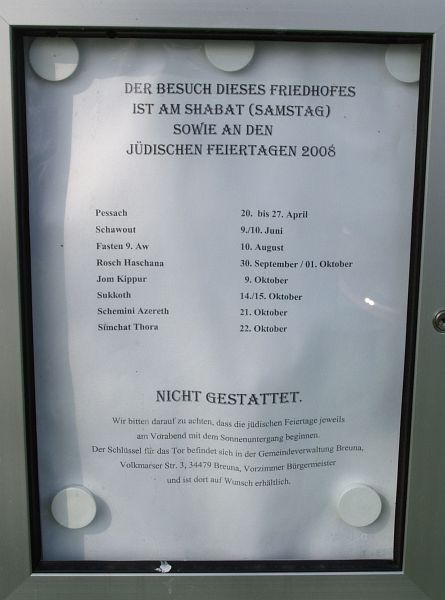 DER BESUCH DIESES FRIEDHOFES
IST AM SHABAT (SAMSTAG)
SOWIE AN DEN
JÜDISCHEN FEIERTAGEN 2008
Pessach 20. bis 27. April
Schawout 9./10. Juni
Fasten 9. Aw 10. August
Rosch Haschana 30. September / 01. Oktober
Jom Kippur 9. Oktober
Sukkoth 14./15. Oktober
Schemini Azereth 21. Oktober
Simchat Thora 22. Oktober
NICHT GESTATTET.
Wir bitten darauf zu achten, dass die jüdischen Feiertage jeweils
am Vorabend mit dem Sonnenuntergang beginnen.
Der Schlüssel für das Tor befindet sich in der Gemeindeverwaltung Breuna,
Volkmarser Str. 3, 34479 Breuna, Vorzimmer Bürgermeister
und ist dort auf Wunsch erhältlich.